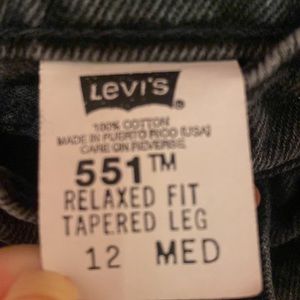 LEVI'S ®
100% COTTON
MADE IN PUERTO RICO [USA]
CARE ON REVERSE
551™
RELAXED FIT
TAPERED LEG
12 MED